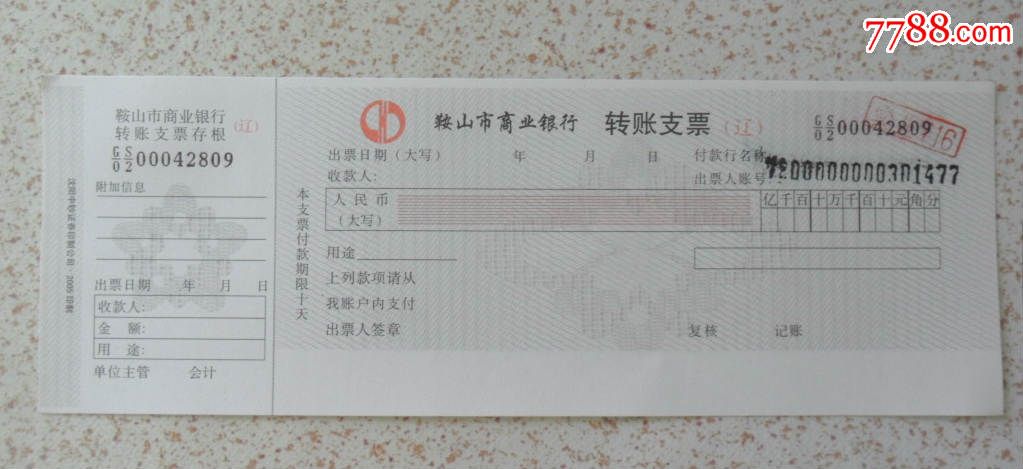 7788.com
鞍山市商业银行
转账支票存根
（辽）
GS
02 00042809
附加信息
出票日期 年 月 日
收款人:
金 额:
用 途:
单位主管 会计
鞍山市商业银行 转账支票 （辽） GS
02 00042809
出票日期（大写） 年 月 日 付款行名称:
收款人: 出票人账号:
本支票付款期限十天
人民币
（大写）
亿千百十万千百十元角分
用途
上列款项请从
我账户内支付
出票人签章 复核 记账